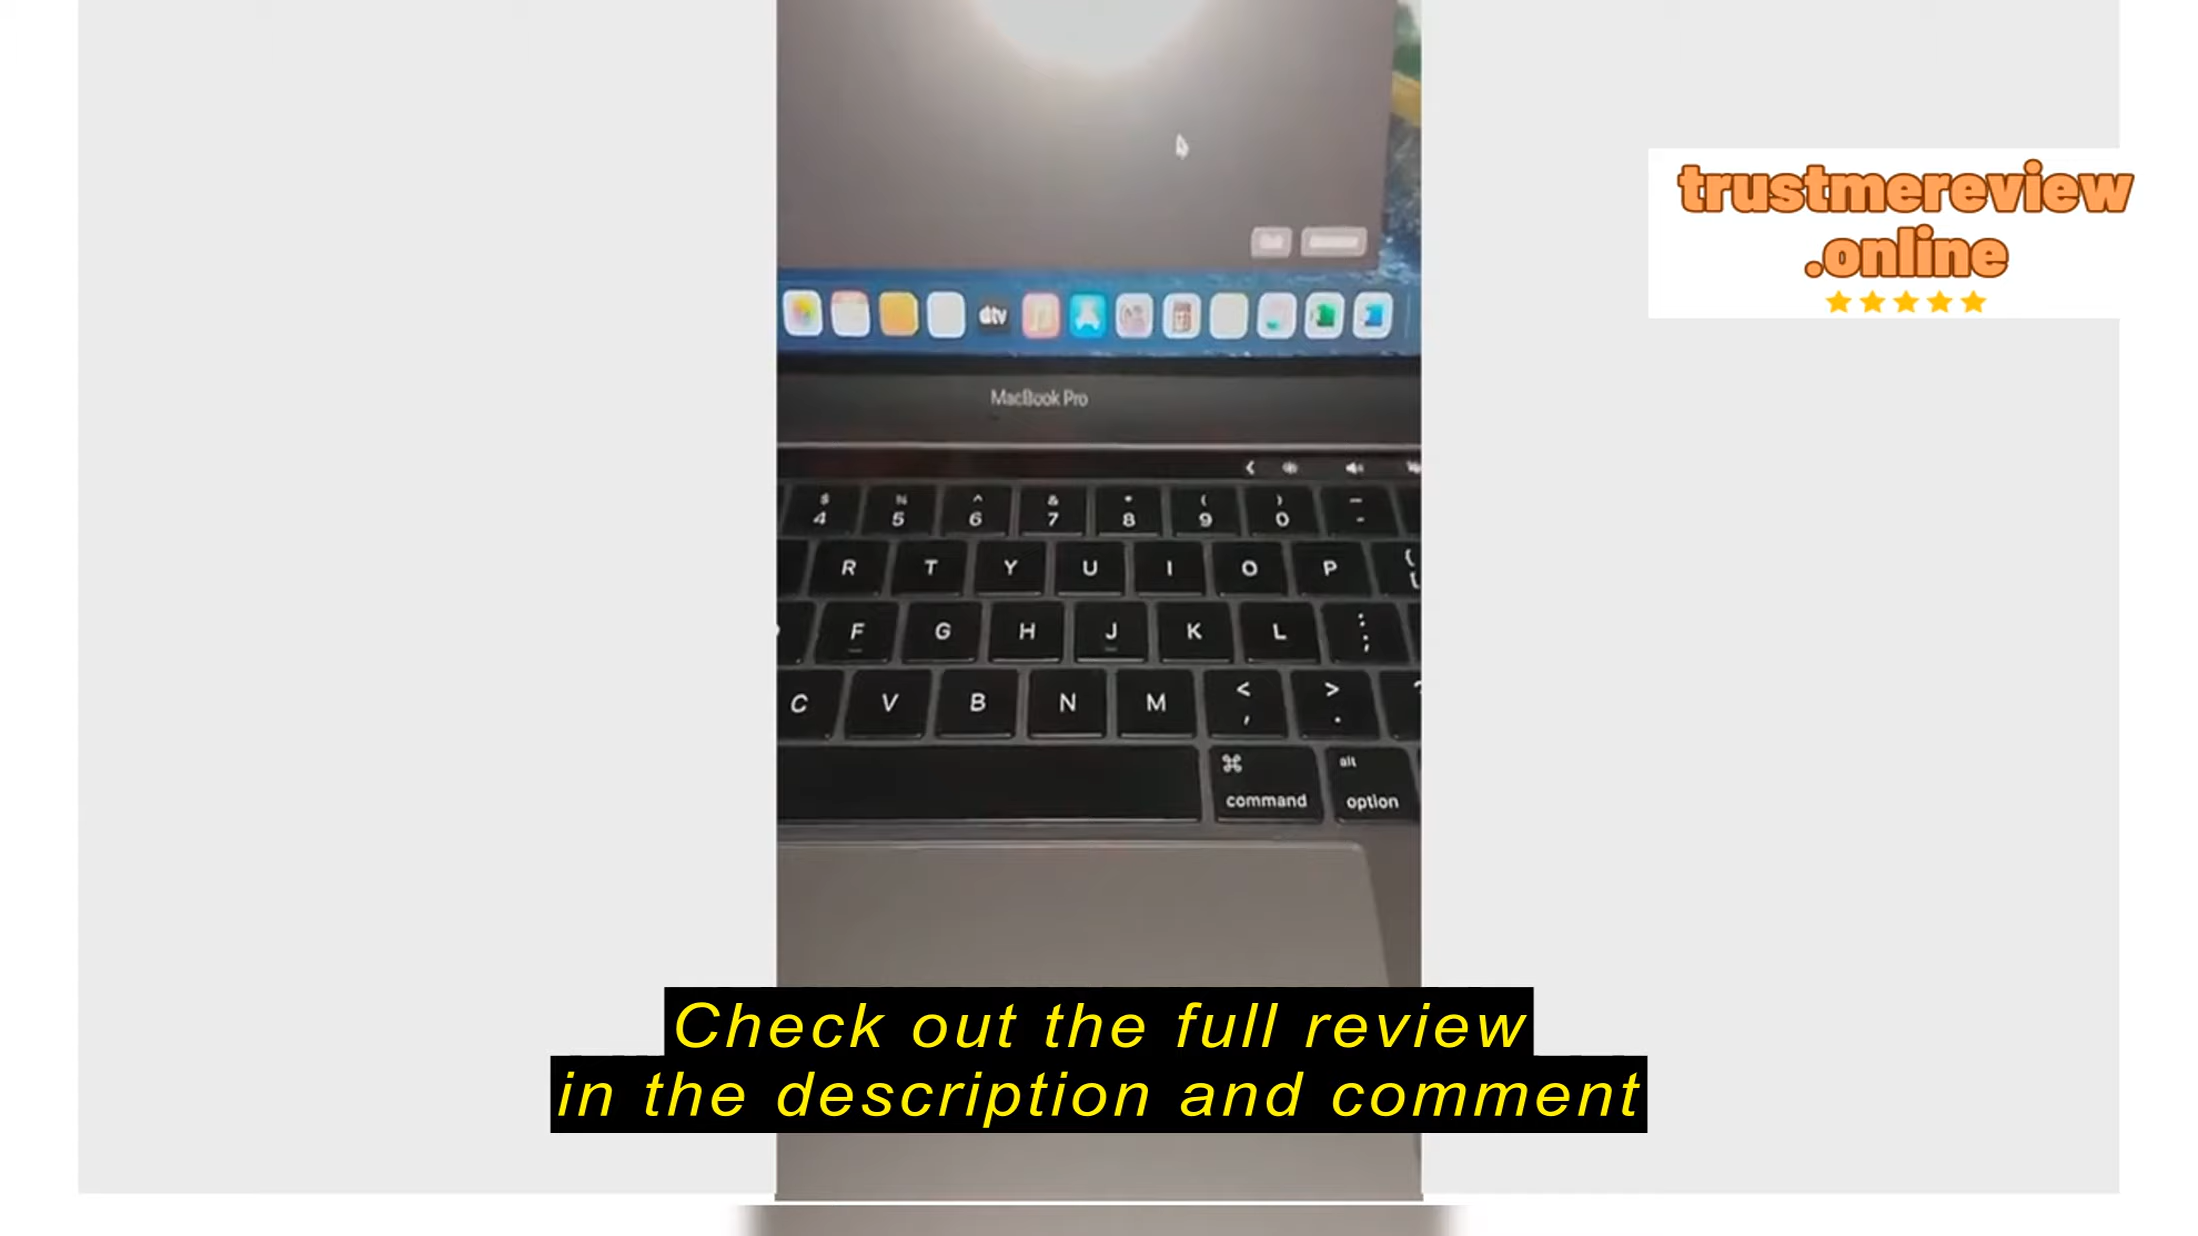 trustmereview
.online
dtv
MacBook Pro
$ % ^ & * ( ) —
4 5 6 7 8 9 0 -
R T Y U I O P {
[
F G H J K L :
;
C V B N M < >
, .
⌘ alt
command option
Check out the full review
in the description and comment